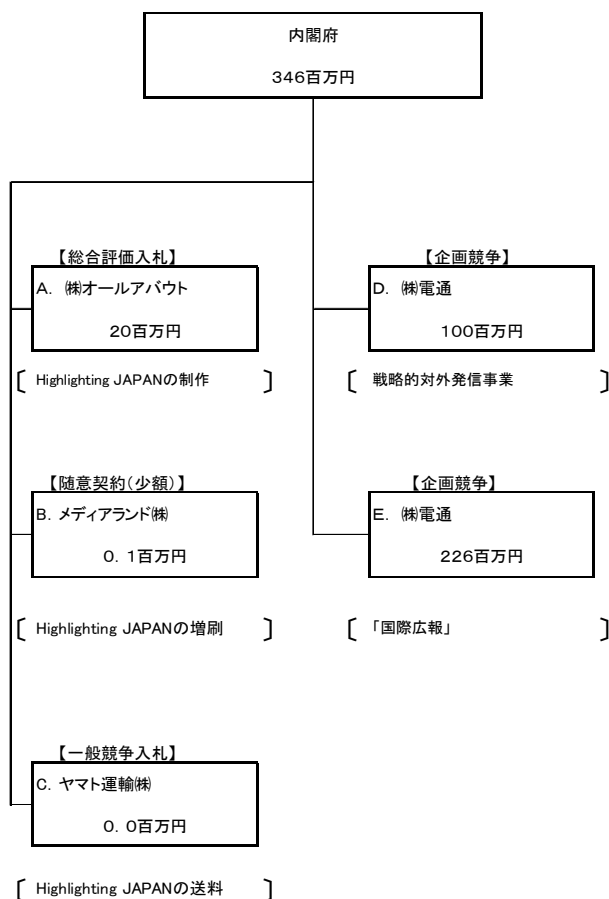 内閣府
346百万円
【総合評価入札】
A. ㈱オールアバウト
20百万円
〔 Highlighting JAPANの制作 〕
【企画競争】
D. ㈱電通
100百万円
〔 戦略的対外発信事業 〕
【随意契約(少額)】
B. メディアランド㈱
0.1百万円
〔 Highlighting JAPANの増刷 〕
【企画競争】
E. ㈱電通
226百万円
〔 「国際広報」 〕
【一般競争入札】
C. ヤマト運輸㈱
0.0百万円
〔 Highlighting JAPANの送料 〕